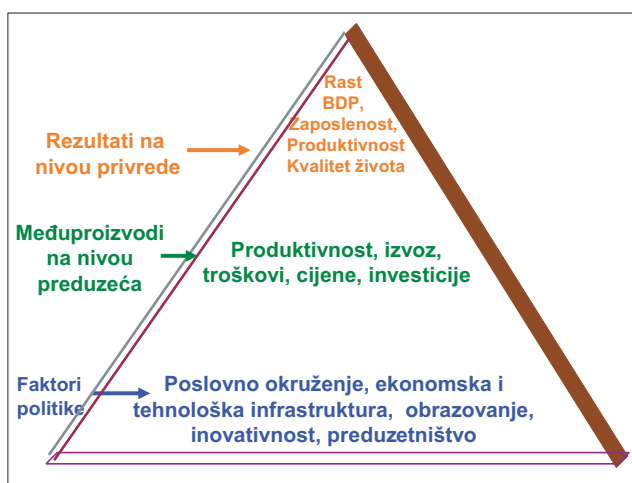 Rast
BDP,
Zaposlenost,
Produktivnost
Kvalitet života
Rezultati na
nivou privrede
Međuproizvodi
na nivou
preduzeća
Produktivnost, izvoz,
troškovi, cijene, investicije
Faktori
politike
Poslovno okruženje, ekonomska i
tehnološka infrastruktura, obrazovanje,
inovativnost, preduzetništvo